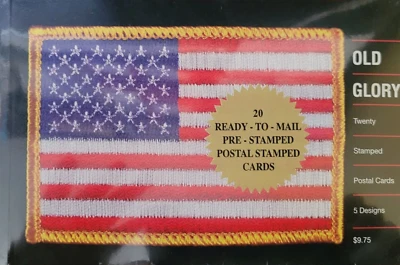 20
READY - TO - MAIL
PRE - STAMPED
POSTAL STAMPED
CARDS
OLD
GLORY
Twenty
Stamped
Postal Cards
5 Designs
$9.75